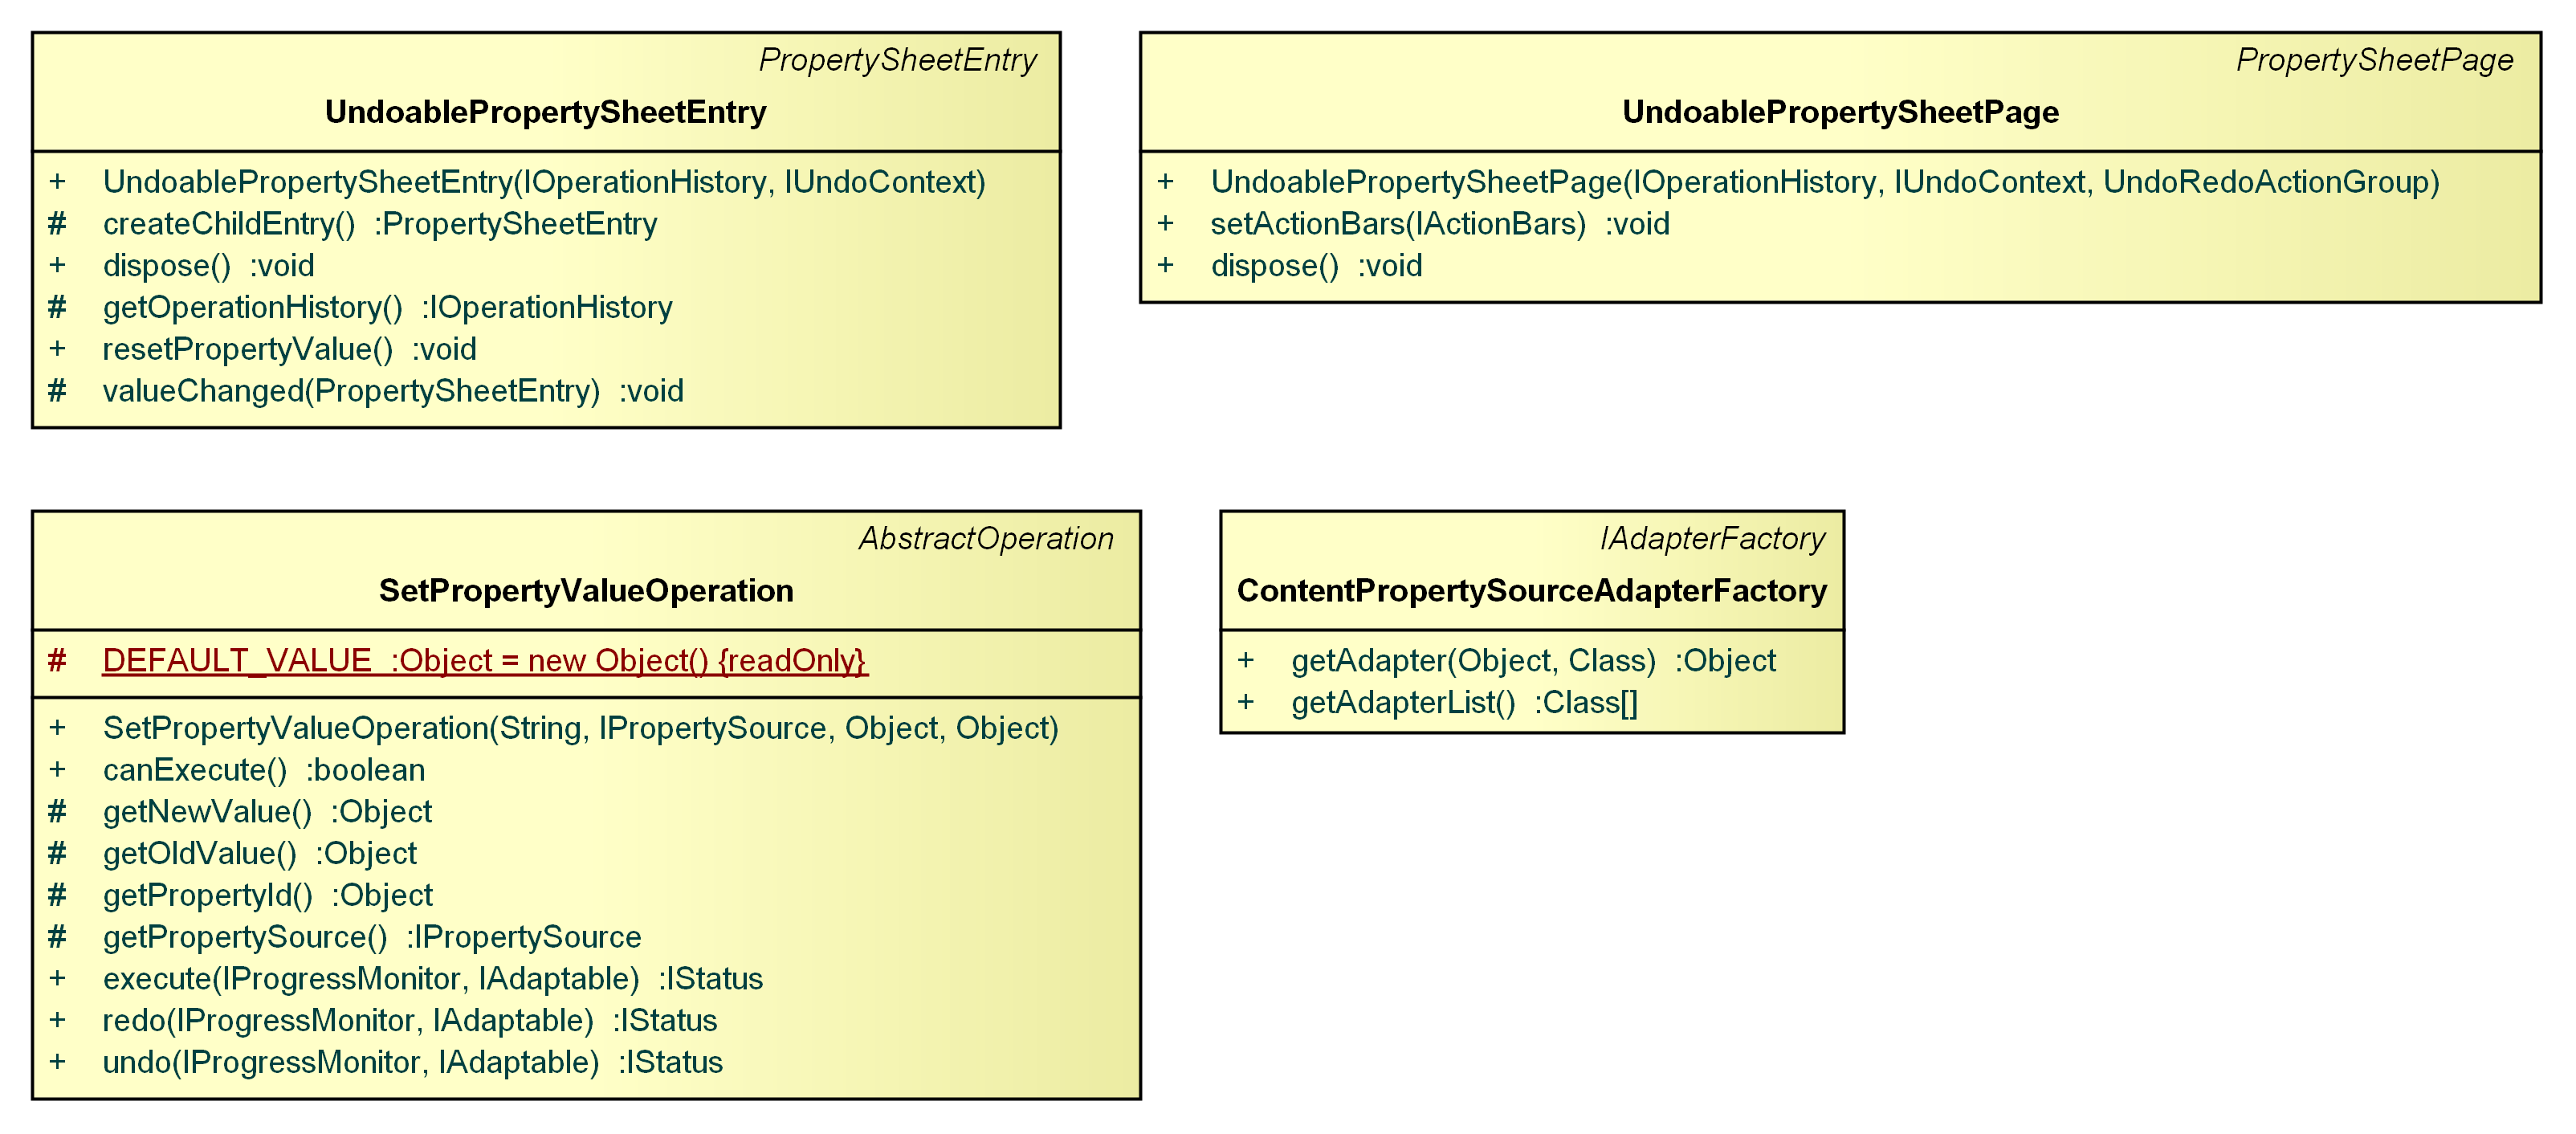 PropertySheetEntry
UndoablePropertySheetEntry
+ UndoablePropertySheetEntry(IOperationHistory, IUndoContext)
# createChildEntry() :PropertySheetEntry
+ dispose() :void
# getOperationHistory() :IOperationHistory
+ resetPropertyValue() :void
# valueChanged(PropertySheetEntry) :void
PropertySheetPage
UndoablePropertySheetPage
+ UndoablePropertySheetPage(IOperationHistory, IUndoContext, UndoRedoActionGroup)
+ setActionBars(IActionBars) :void
+ dispose() :void
AbstractOperation
SetPropertyValueOperation
# DEFAULT_VALUE :Object = new Object() {readOnly}
+ SetPropertyValueOperation(String, IPropertySource, Object, Object)
+ canExecute() :boolean
# getNewValue() :Object
# getOldValue() :Object
# getPropertyId() :Object
# getPropertySource() :IPropertySource
+ execute(IProgressMonitor, IAdaptable) :IStatus
+ redo(IProgressMonitor, IAdaptable) :IStatus
+ undo(IProgressMonitor, IAdaptable) :IStatus
IAdapterFactory
ContentPropertySourceAdapterFactory
+ getAdapter(Object, Class) :Object
+ getAdapterList() :Class[]